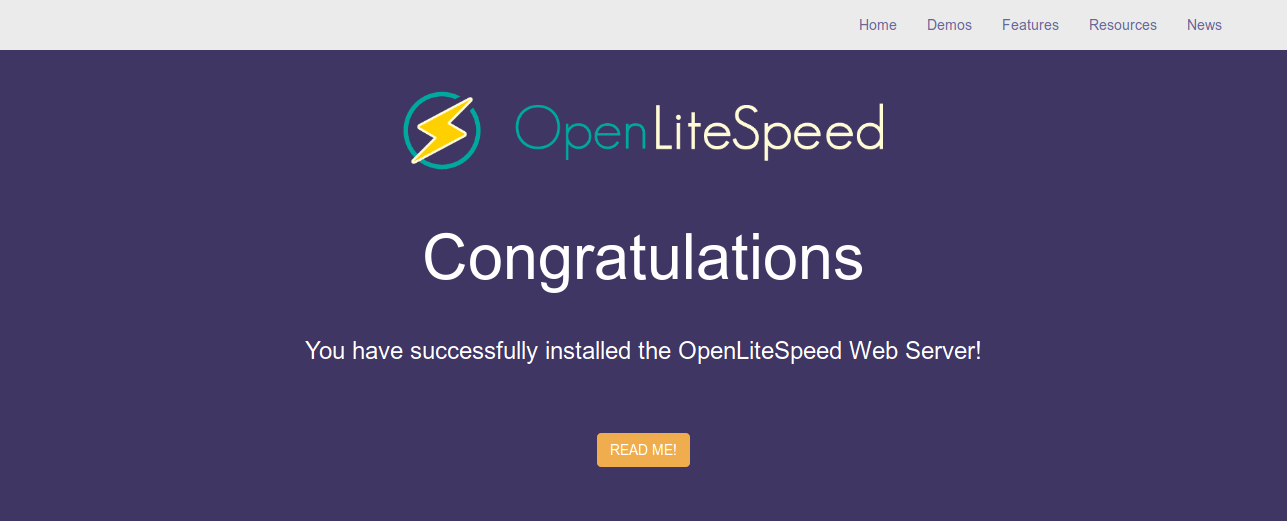 Home Demos Features Resources News
OpenLiteSpeed
Congratulations
You have successfully installed the OpenLiteSpeed Web Server!
READ ME!